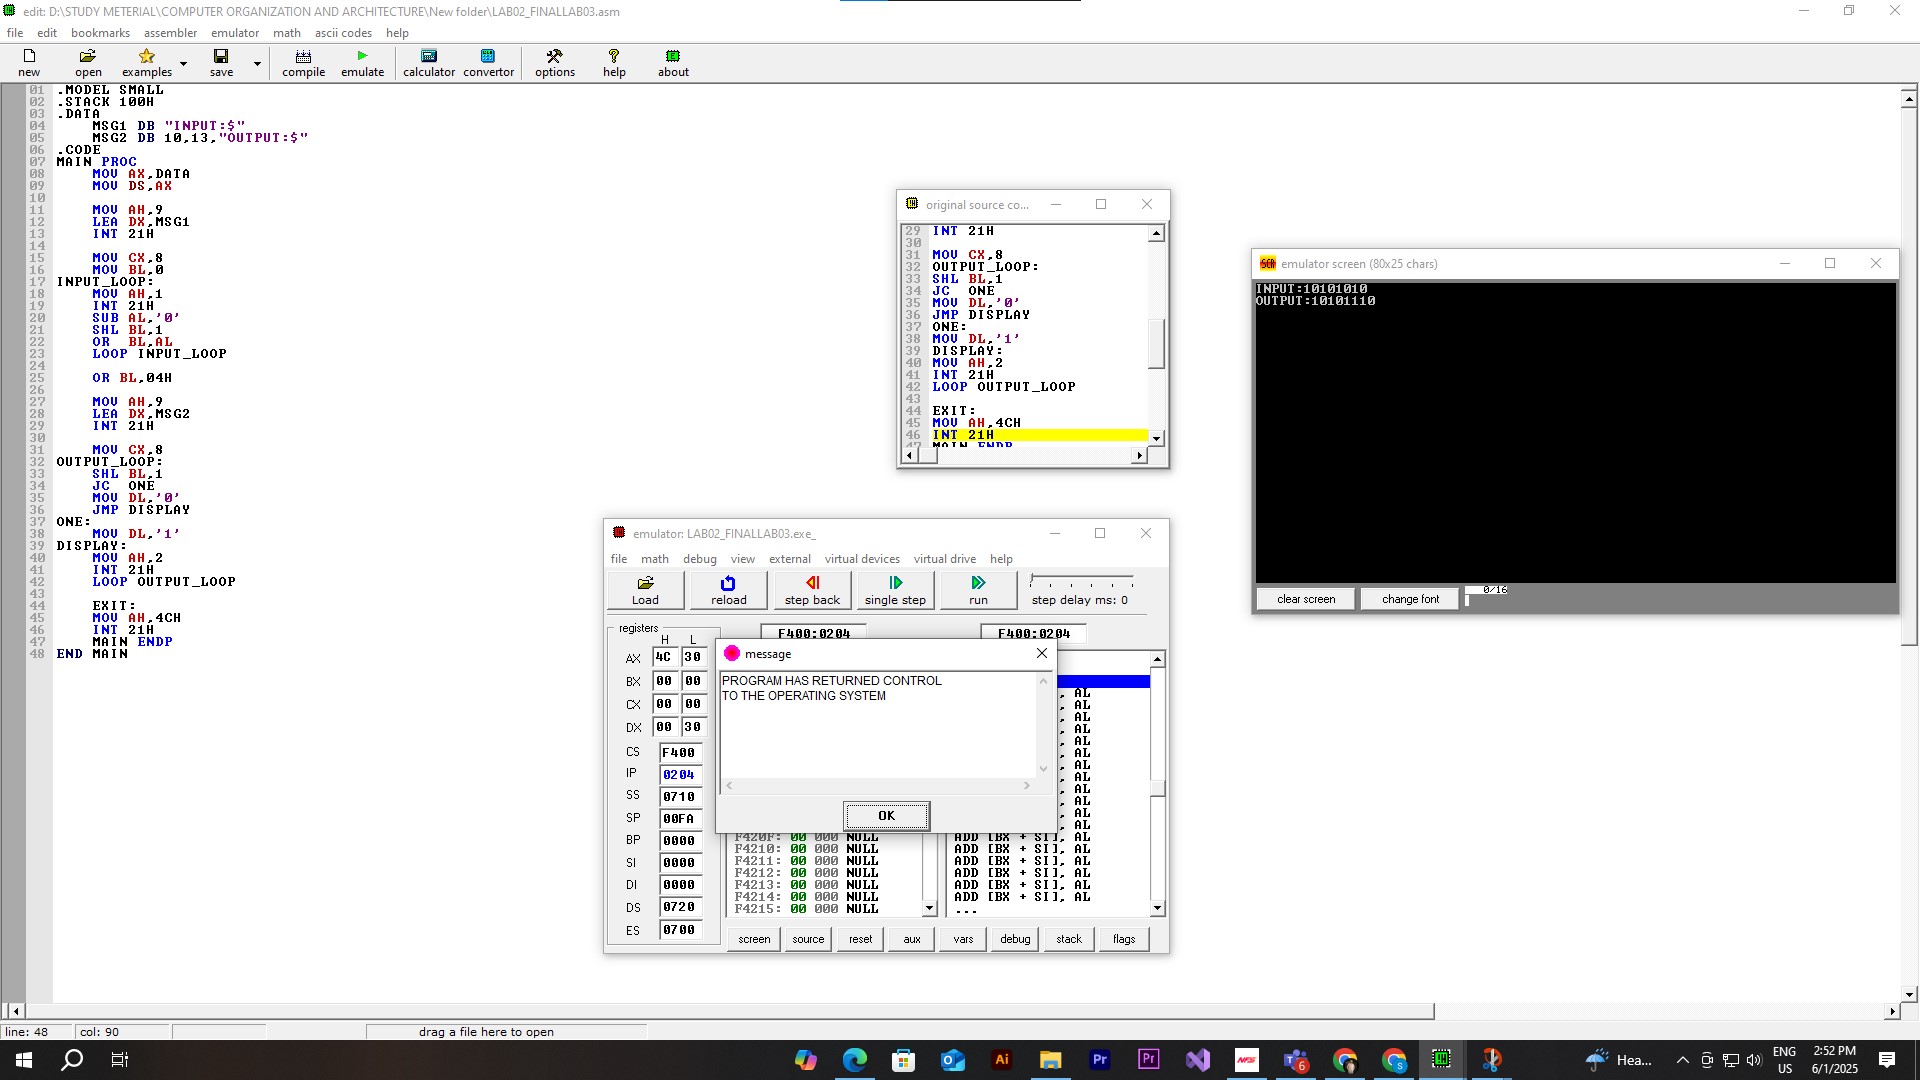 edit: D:\STUDY METERIAL\COMPUTER ORGANIZATION AND ARCHITECTURE\New folder\LAB02_FINALLAB03.asm
file edit bookmarks assembler emulator math ascii codes help
new open examples save compile emulate calculator convertor options help about
01 .MODEL SMALL
02 .STACK 100H
03 .DATA
04 MSG1 DB "INPUT:$"
05 MSG2 DB 10,13,"OUTPUT:$"
06 .CODE
07 MAIN PROC
08 MOV AX,DATA
09 MOV DS,AX
10
11 MOV AH,9
12 LEA DX,MSG1
13 INT 21H
14
15 MOV CX,8
16 MOV BL,0
17 INPUT_LOOP:
18 MOV AH,1
19 INT 21H
20 SUB AL,'0'
21 SHL BL,1
22 OR BL,AL
23 LOOP INPUT_LOOP
24
25 OR BL,04H
26
27 MOV AH,9
28 LEA DX,MSG2
29 INT 21H
30
31 MOV CX,8
32 OUTPUT_LOOP:
33 SHL BL,1
34 JC ONE
35 MOV DL,'0'
36 JMP DISPLAY
37 ONE:
38 MOV DL,'1'
39 DISPLAY:
40 MOV AH,2
41 INT 21H
42 LOOP OUTPUT_LOOP
43
44 EXIT:
45 MOV AH,4CH
46 INT 21H
47 MAIN ENDP
48 END MAIN
original source co...
29 INT 21H
30
31 MOV CX,8
32 OUTPUT_LOOP:
33 SHL BL,1
34 JC ONE
35 MOV DL,'0'
36 JMP DISPLAY
37 ONE:
38 MOV DL,'1'
39 DISPLAY:
40 MOV AH,2
41 INT 21H
42 LOOP OUTPUT_LOOP
43
44 EXIT:
45 MOV AH,4CH
46 INT 21H
47 MAIN ENDP
emulator screen (80x25 chars)
INPUT:10101010
OUTPUT:10101110
clear screen change font 0/16
emulator: LAB02_FINALLAB03.exe_
file math debug view external virtual devices virtual drive help
Load reload step back single step run step delay ms: 0
registers F400:0204 F400:0204
H L
AX 4C 30
BX 00 00
CX 00 00
DX 00 30
CS F400
IP 0204
SS 0710
SP 00FA
BP 0000
SI 0000
DI 0000
DS 0720
ES 0700
message
PROGRAM HAS RETURNED CONTROL
TO THE OPERATING SYSTEM
OK
, AL
, AL
, AL
, AL
, AL
, AL
, AL
, AL
, AL
, AL
, AL
, AL
F420F: 00 000 NULL ADD [BX + SI], AL
F4210: 00 000 NULL ADD [BX + SI], AL
F4211: 00 000 NULL ADD [BX + SI], AL
F4212: 00 000 NULL ADD [BX + SI], AL
F4213: 00 000 NULL ADD [BX + SI], AL
F4214: 00 000 NULL ADD [BX + SI], AL
F4215: 00 000 NULL ...
screen source reset aux vars debug stack flags
line: 48 col: 90 drag a file here to open
Ai Pr Pr 6 Hea... ENG 2:52 PM
US 6/1/2025